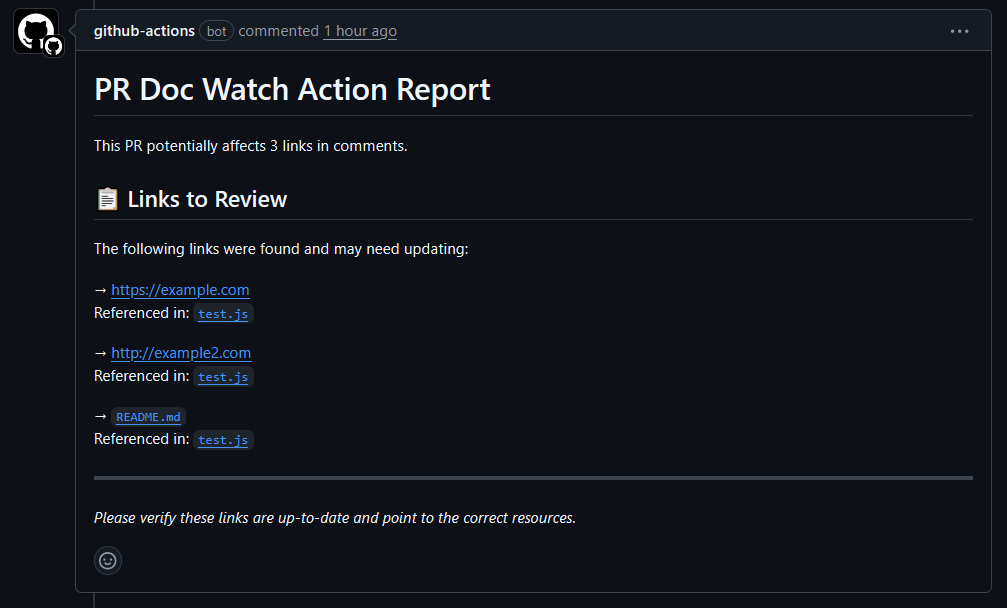 github-actions bot commented 1 hour ago
PR Doc Watch Action Report
This PR potentially affects 3 links in comments.
📋 Links to Review
The following links were found and may need updating:
→ https://example.com
Referenced in: test.js
→ http://example2.com
Referenced in: test.js
→ README.md
Referenced in: test.js
Please verify these links are up-to-date and point to the correct resources.